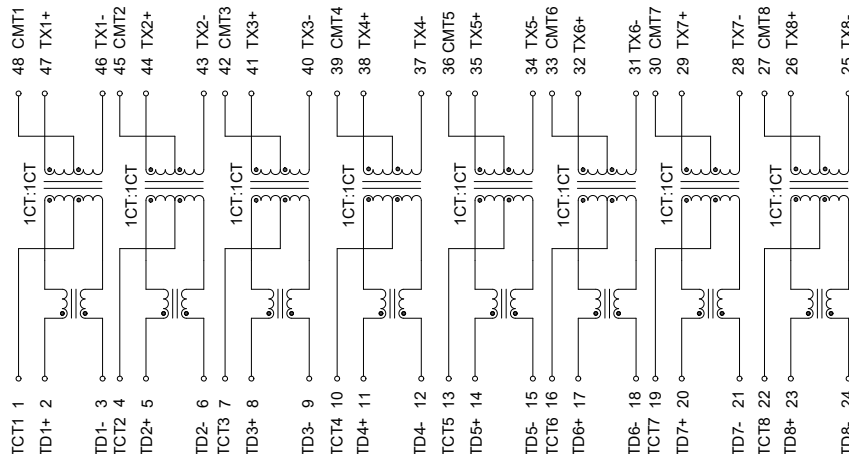 48 CMT1
47 TX1+
46 TX1-
45 CMT2
44 TX2+
43 TX2-
42 CMT3
41 TX3+
40 TX3-
39 CMT4
38 TX4+
37 TX4-
36 CMT5
35 TX5+
34 TX5-
33 CMT6
32 TX6+
31 TX6-
30 CMT7
29 TX7+
28 TX7-
27 CMT8
26 TX8+
25 TX8-
1CT:1CT
1CT:1CT
1CT:1CT
1CT:1CT
1CT:1CT
1CT:1CT
1CT:1CT
1CT:1CT
TCT1 1
TD1+ 2
TD1- 3
TCT2 4
TD2+ 5
TD2- 6
TCT3 7
TD3+ 8
TD3- 9
TCT4 10
TD4+ 11
TD4- 12
TCT5 13
TD5+ 14
TD5- 15
TCT6 16
TD6+ 17
TD6- 18
TCT7 19
TD7+ 20
TD7- 21
TCT8 22
TD8+ 23
TD8- 24